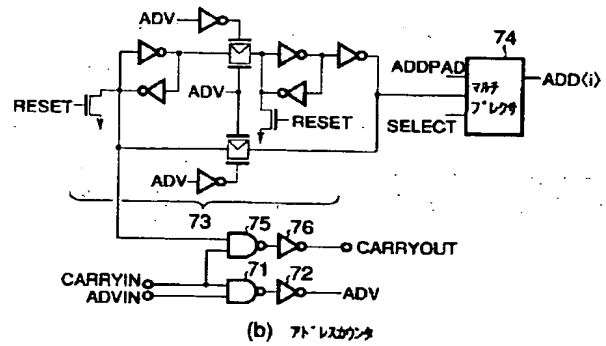 ADV
74
ADDPAD
マルチ
プレクサ
ADD(i)
RESET
ADV
RESET
SELECT
ADV
73
75
76
CARRYOUT
CARRYIN
71
72
ADVIN
ADV
(b) アドレスカウンタ